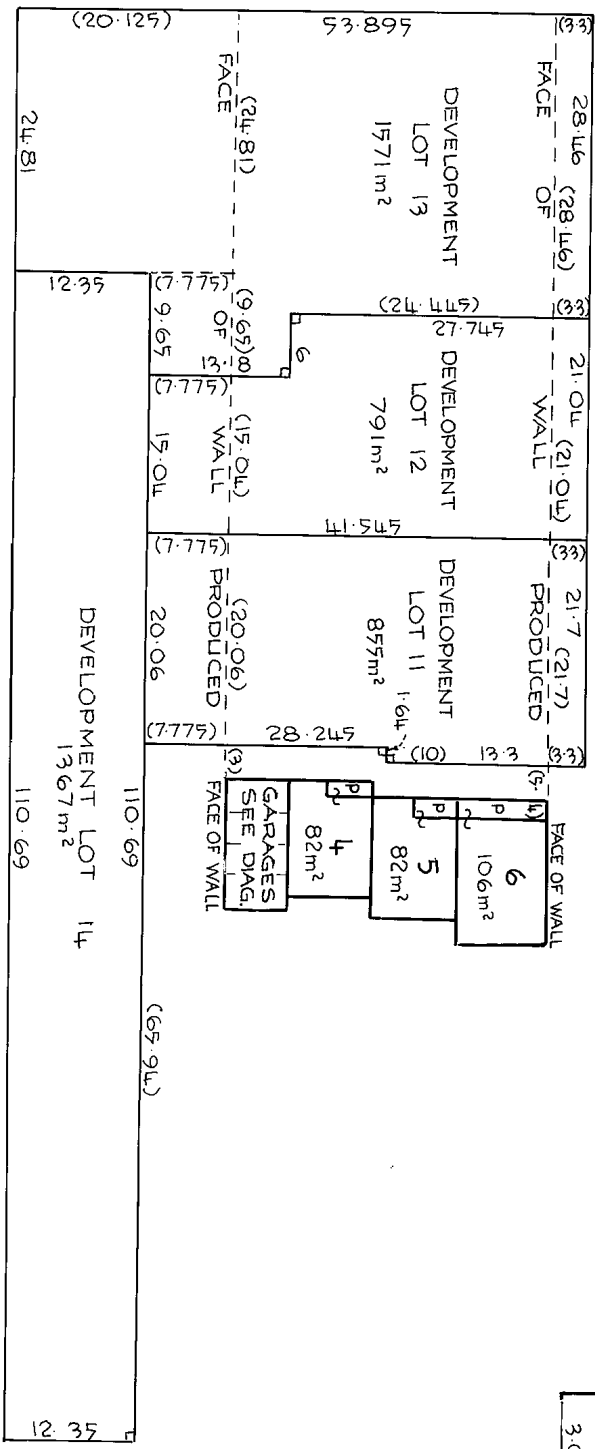 (20·125)
53·895
(3·3)
28·46 (28·46)
FACE OF
WALL
PRODUCED
21·04 (21·04)
21·7 (21·7)
(3·3)
(3·3)
(3·3)
FACE
OF
WALL
PRODUCED
(24·81)
(9·65)
(15·04)
(20·06)
24·81
12·35
DEVELOPMENT
LOT 13
1571m²
(24·445)
27·745
(7·775)
9·65
6
13·8
(7·775)
15·04
DEVELOPMENT
LOT 12
791m²
41·545
(7·775)
20·06
DEVELOPMENT
LOT 11
855m²
1·64
(7·775)
28·245
(10)
13·3
(3)
(5·4)
FACE OF WALL
FACE OF WALL
P
P
P
6
106m²
5
82m²
4
82m²
GARAGES
SEE DIAG.
DEVELOPMENT LOT 14
1367m²
110·69
110·69
(65·94)
12·35